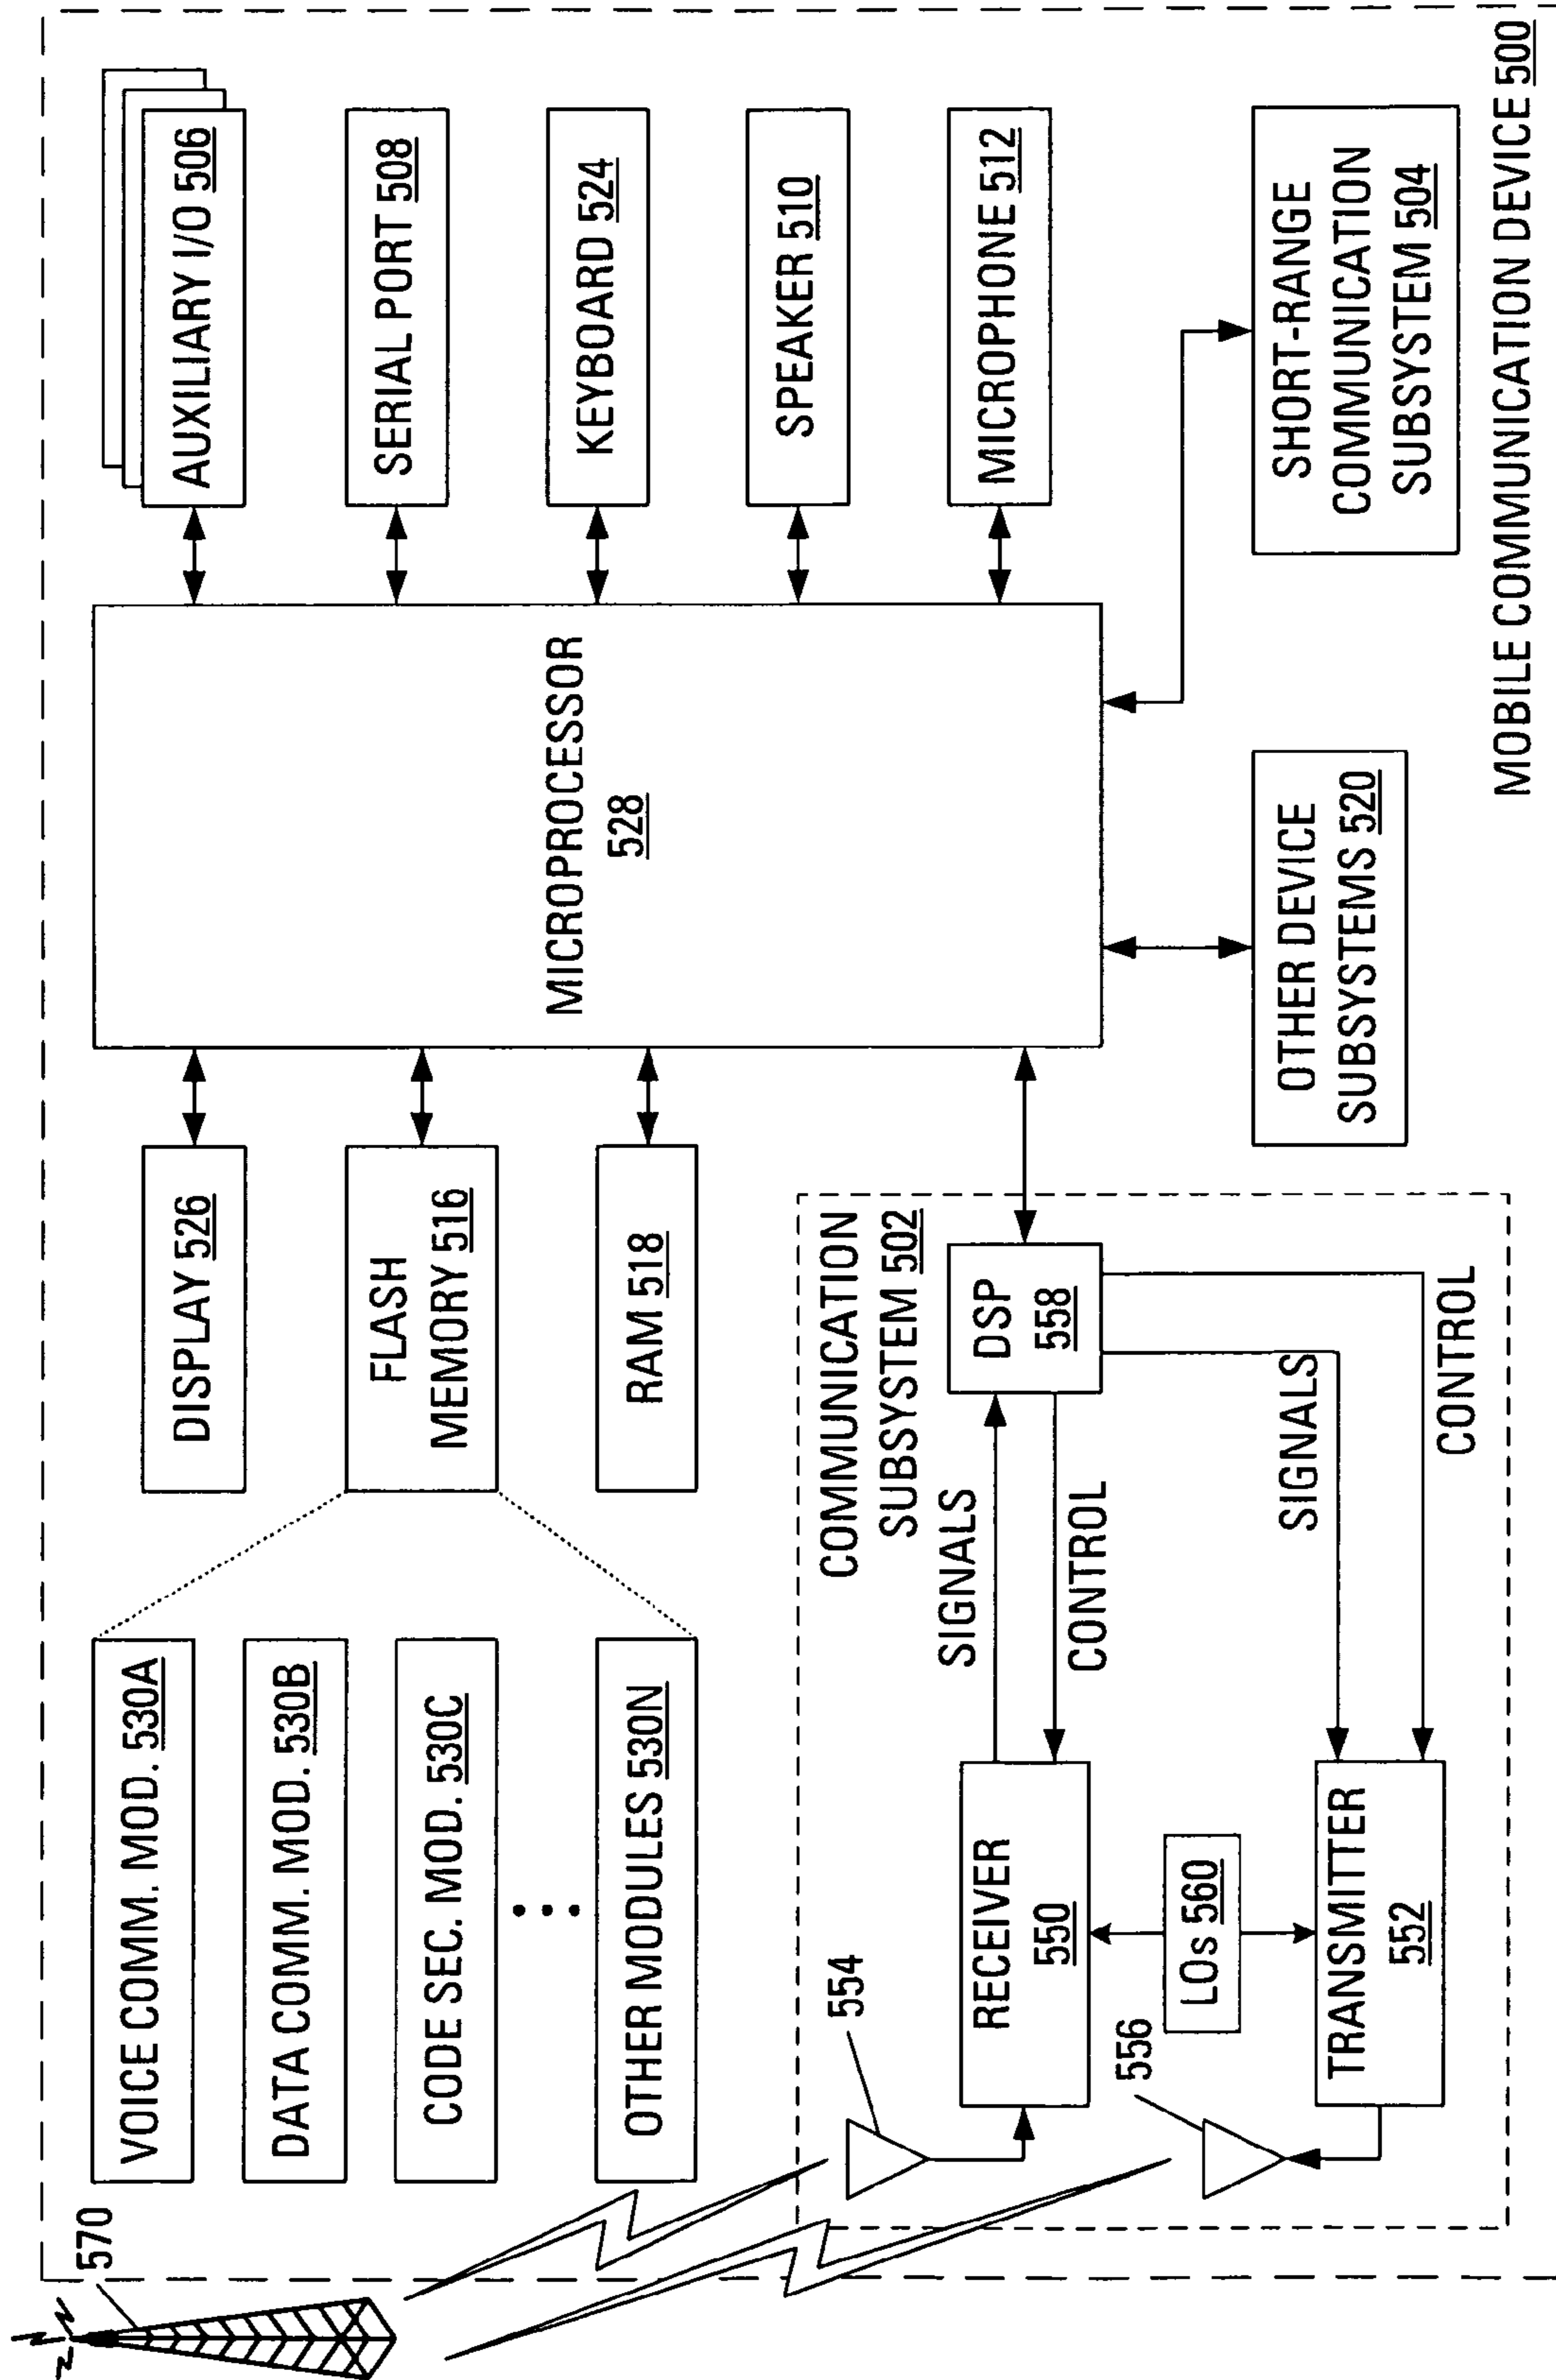 570
VOICE COMM. MOD. 530A
DATA COMM. MOD. 530B
CODE SEC. MOD. 530C
OTHER MODULES 530N
DISPLAY 526
FLASH
MEMORY 516
RAM 518
MICROPROCESSOR
528
AUXILIARY I/O 506
SERIAL PORT 508
KEYBOARD 524
SPEAKER 510
MICROPHONE 512
COMMUNICATION
SUBSYSTEM 502
554
RECEIVER
550
SIGNALS
CONTROL
DSP
558
556
LOs 560
TRANSMITTER
552
SIGNALS
CONTROL
OTHER DEVICE
SUBSYSTEMS 520
SHORT-RANGE
COMMUNICATION
SUBSYSTEM 504
MOBILE COMMUNICATION DEVICE 500